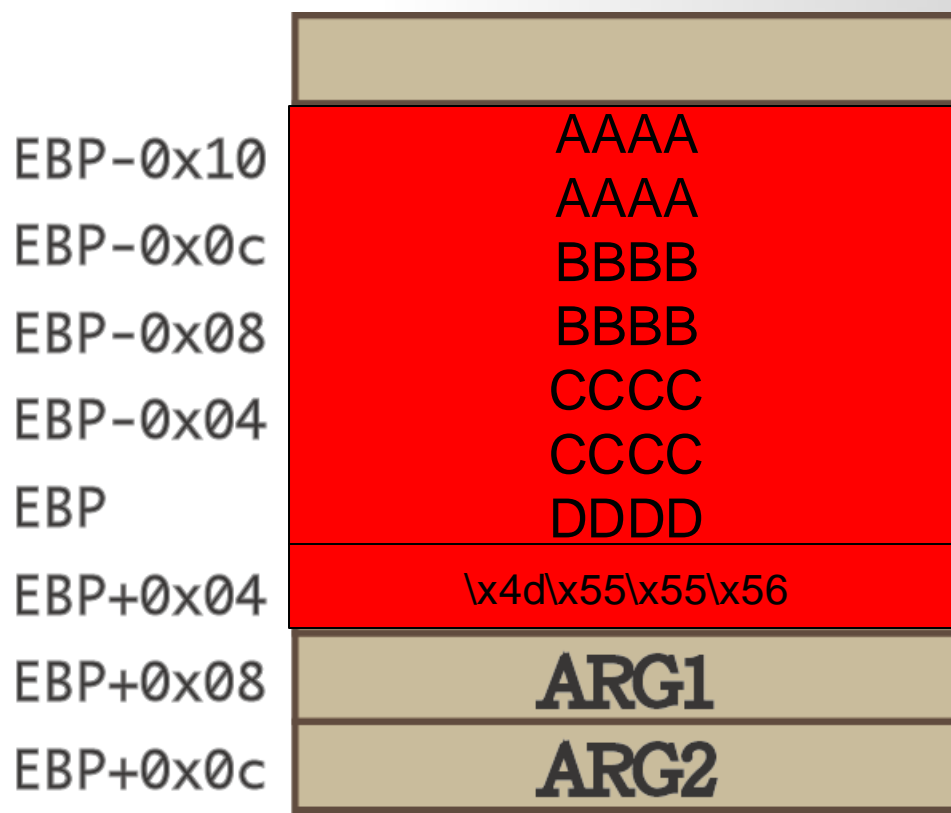 EBP-0x10
EBP-0x0c
EBP-0x08
EBP-0x04
EBP
EBP+0x04
EBP+0x08
EBP+0x0c
AAAA
AAAA
BBBB
BBBB
CCCC
CCCC
DDDD
\x4d\x55\x55\x56
ARG1
ARG2